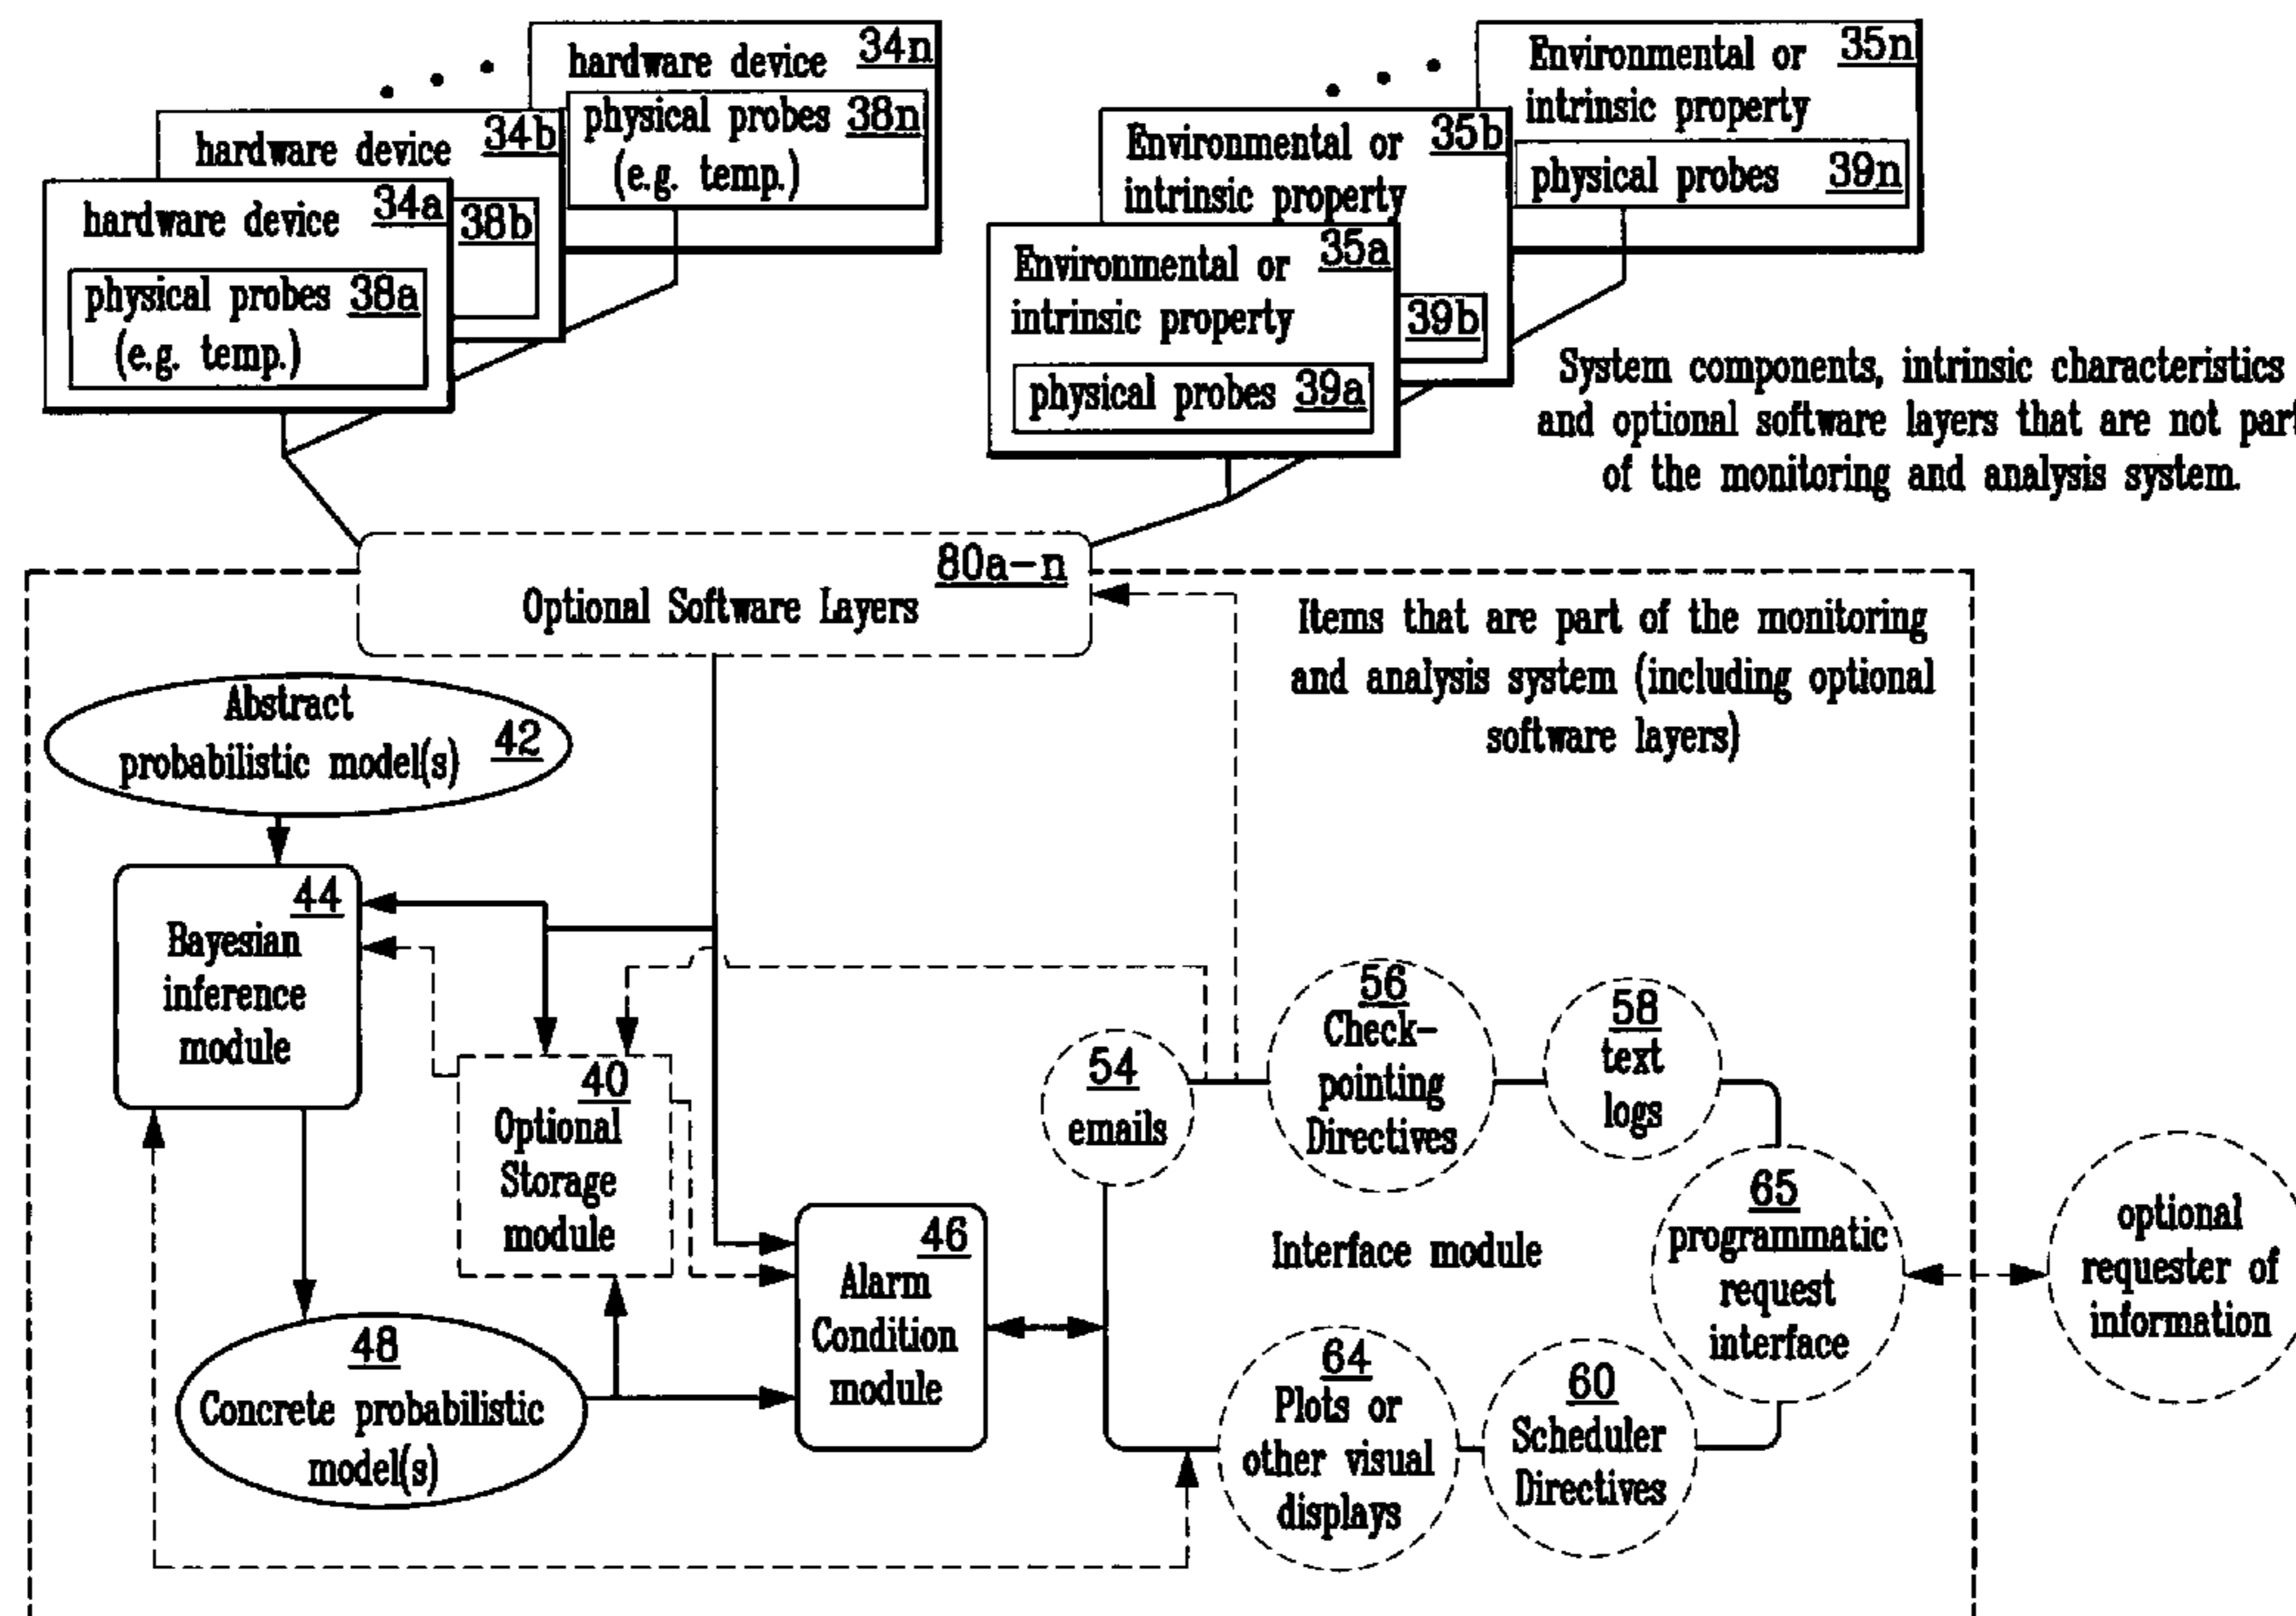 hardware device 34n
physical probes 38n
(e.g. temp.)
hardware device 34b
38b
hardware device 34a
physical probes 38a
(e.g. temp.)
Environmental or 35n
intrinsic property
physical probes 39n
Environmental or 35b
intrinsic property
39b
Environmental or 35a
intrinsic property
physical probes 39a
System components, intrinsic characteristics
and optional software layers that are not part
of the monitoring and analysis system.
80a-n
Optional Software Layers
Items that are part of the monitoring
and analysis system (including optional
software layers)
Abstract
probabilistic model(s) 42
44
Bayesian
inference
module
40
Optional
Storage
module
48
Concrete probabilistic
model(s)
46
Alarm
Condition
module
54
emails
56
Check-
pointing
Directives
58
text
logs
Interface module
65
programmatic
request
interface
64
Plots or
other visual
displays
60
Scheduler
Directives
optional
requester of
information